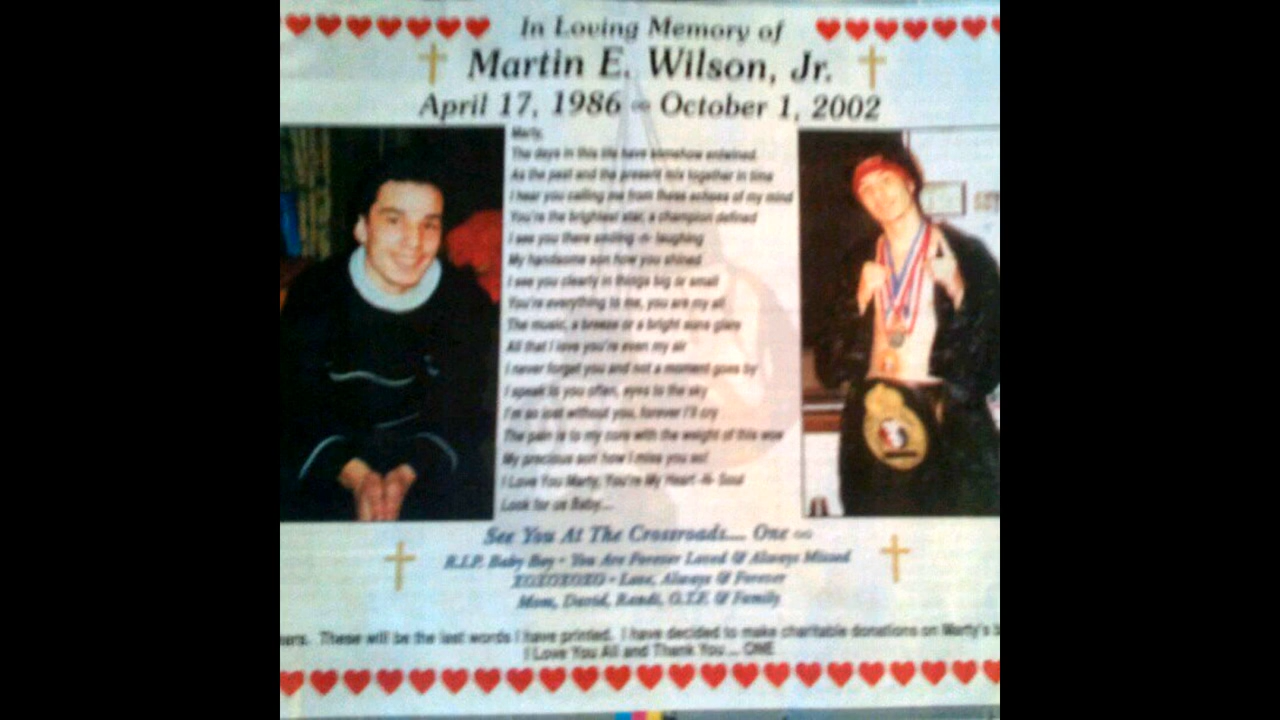 In Loving Memory of
Martin E. Wilson, Jr.
April 17, 1986 ∞ October 1, 2002
Marty,
The days in this life have somehow entwined
As the past and the present mix together in time
I hear you calling me from these echoes of my mind
You're the brightest star, a champion defined
I see you there smiling -n- laughing
My handsome son how you shined
I see you clearly in things big or small
You're everything to me, you are my all
The music, a breeze or a bright suns glare
All that I love you're even my air
I never forget you and not a moment goes by
I speak to you often, eyes to the sky
I'm so lost without you, forever I'll cry
The pain is to my core with the weight of this woe
My precious son how I miss you so!
I Love You Marty, You're My Heart -N- Soul
Look for us Baby....
See You At The Crossroads.... One ∞
R.I.P. Baby Boy - You Are Forever Loved & Always Missed
XOXOXOXO - Love, Always & Forever
Mom, David, Randi, & Family
ears. These will be the last words I have printed. I have decided to make charitable donations on Marty's b
I Love You All and Thank You ... ONE